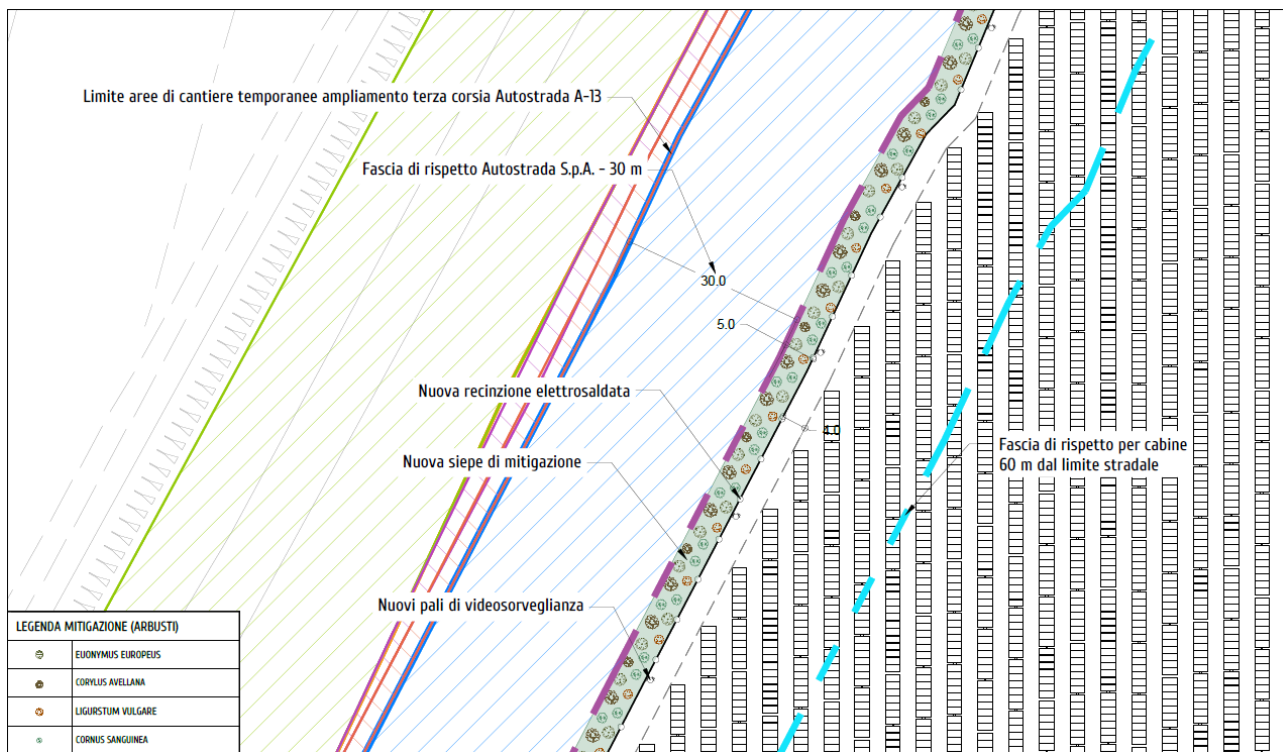 Limite aree di cantiere temporanee ampliamento terza corsia Autostrada A-13
Fascia di rispetto Autostrada S.p.A. - 30 m
30.0
5.0
Nuova recinzione elettrosaldata
4.0
Fascia di rispetto per cabine
60 m dal limite stradale
Nuova siepe di mitigazione
Nuovi pali di videosorveglianza
LEGENDA MITIGAZIONE (ARBUSTI)
EUONYMUS EUROPEUS
CORYLUS AVELLANA
LIGURSTUM VULGARE
CORNUS SANGUINEA